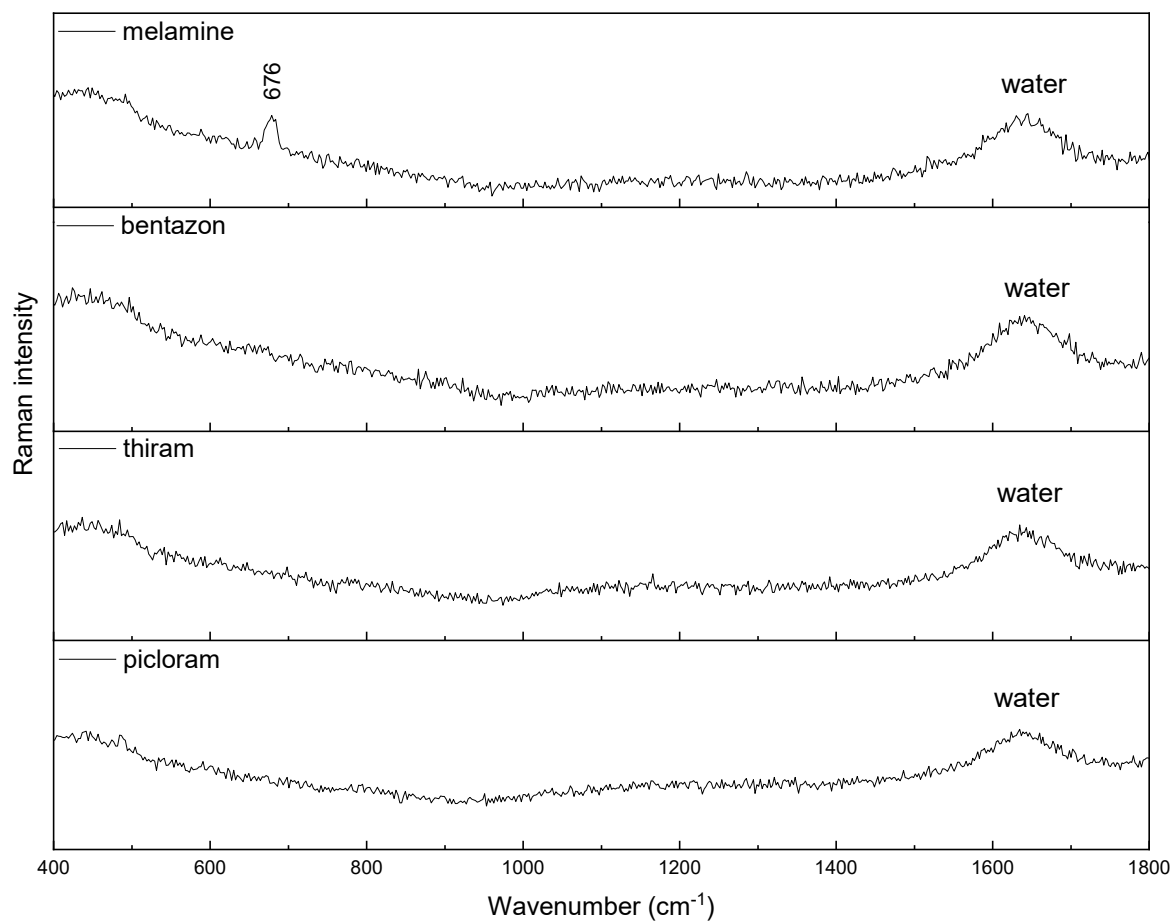 melamine
676
water
bentazon
water
Raman intensity
thiram
water
picloram
water
400 600 800 1000 1200 1400 1600 1800
Wavenumber (cm⁻¹)